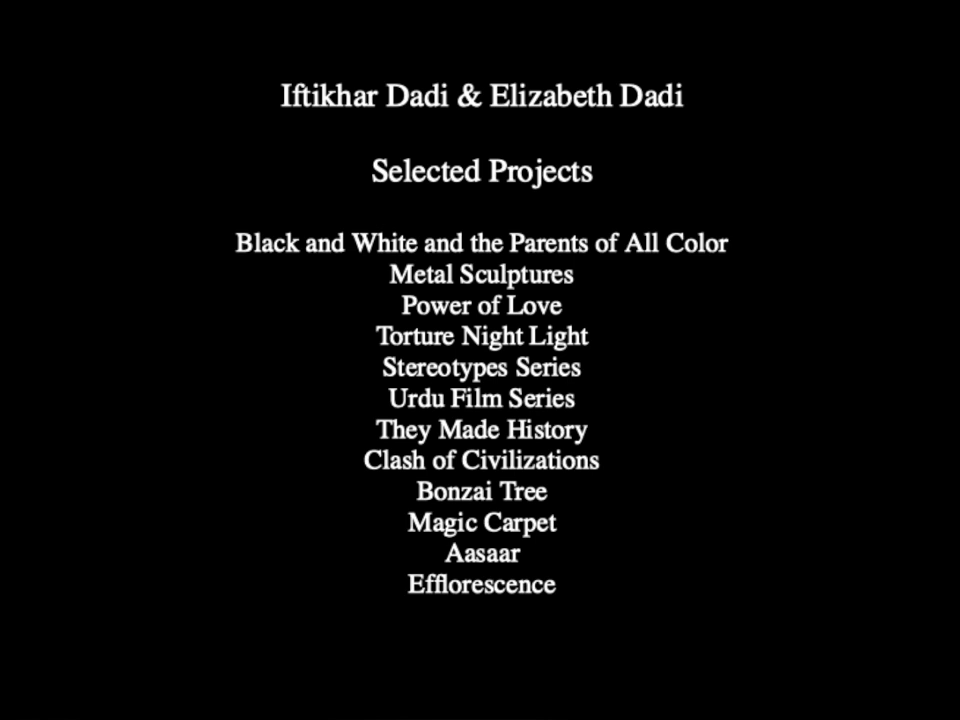 Iftikhar Dadi & Elizabeth Dadi
Selected Projects
Black and White and the Parents of All Color
Metal Sculptures
Power of Love
Torture Night Light
Stereotypes Series
Urdu Film Series
They Made History
Clash of Civilizations
Bonzai Tree
Magic Carpet
Aasaar
Efflorescence